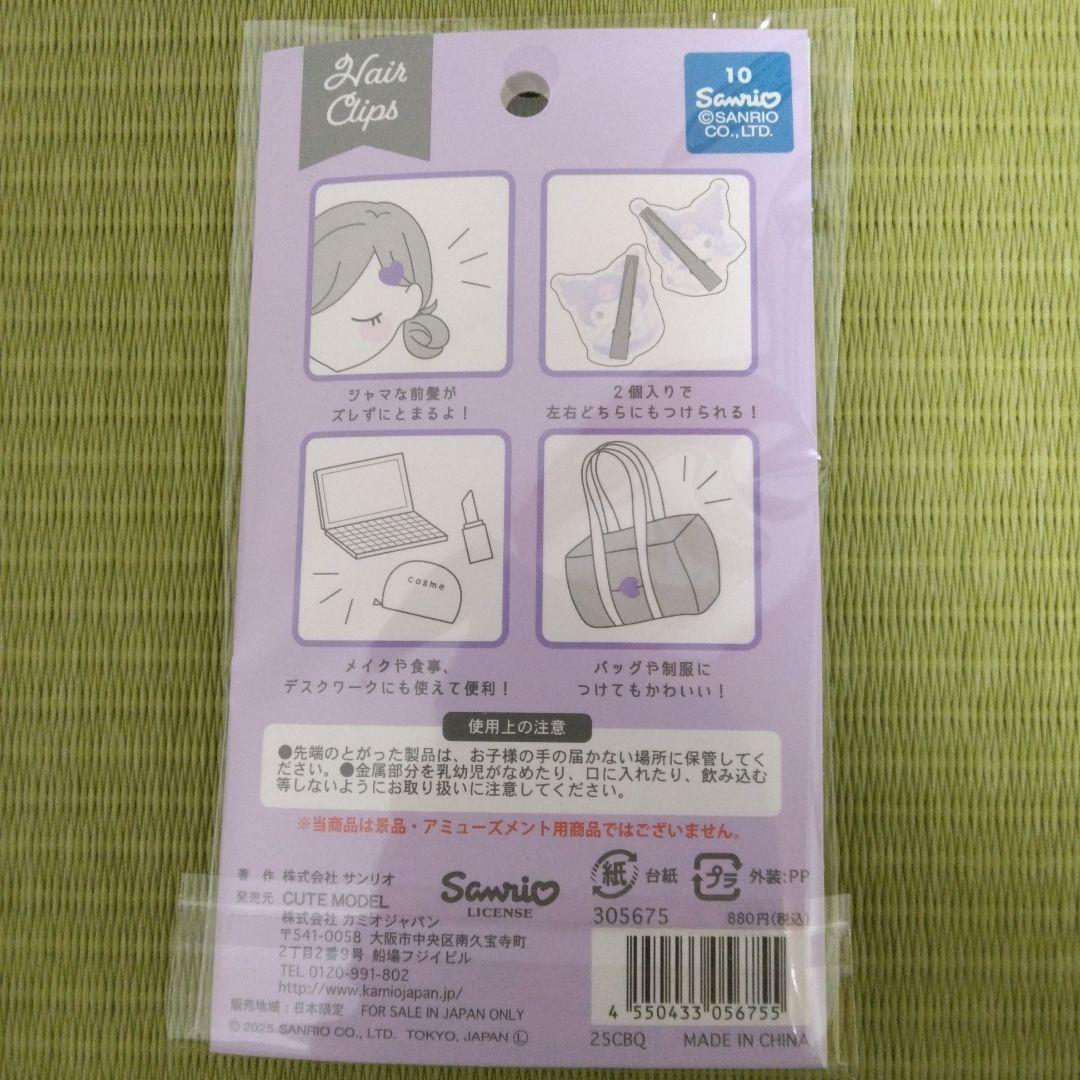 Hair
Clips
10
Sanrio
©SANRIO
CO., LTD.
ジャマな前髪が
ズレずにとまるよ！
2個入りで
左右どちらにもつけられる！
cosme
メイクや食事、
デスクワークにも使えて便利！
バッグや制服に
つけてもかわいい！
使用上の注意
●先端のとがった製品は、お子様の手の届かない場所に保管してく
ださい。●金属部分を乳幼児がなめたり、口に入れたり、飲み込む
等しないようにお取り扱いに注意してください。
※当商品は景品・アミューズメント用商品ではございません。
著 作 株式会社 サンリオ
発売元 CUTE MODEL
株式会社 カミオジャパン
〒541-0058 大阪市中央区南久宝寺町
2丁目2番9号 船場フジイビル
TEL 0120-991-802
http://www.kamiojapan.jp/
販売地域：日本限定 FOR SALE IN JAPAN ONLY
© 2025 SANRIO CO., LTD. TOKYO, JAPAN Ⓛ
Sanrio
LICENSE
紙 台紙 プラ 外装:PP
305675 880円(税込)
4 550433 056755
25CBQ MADE IN CHINA